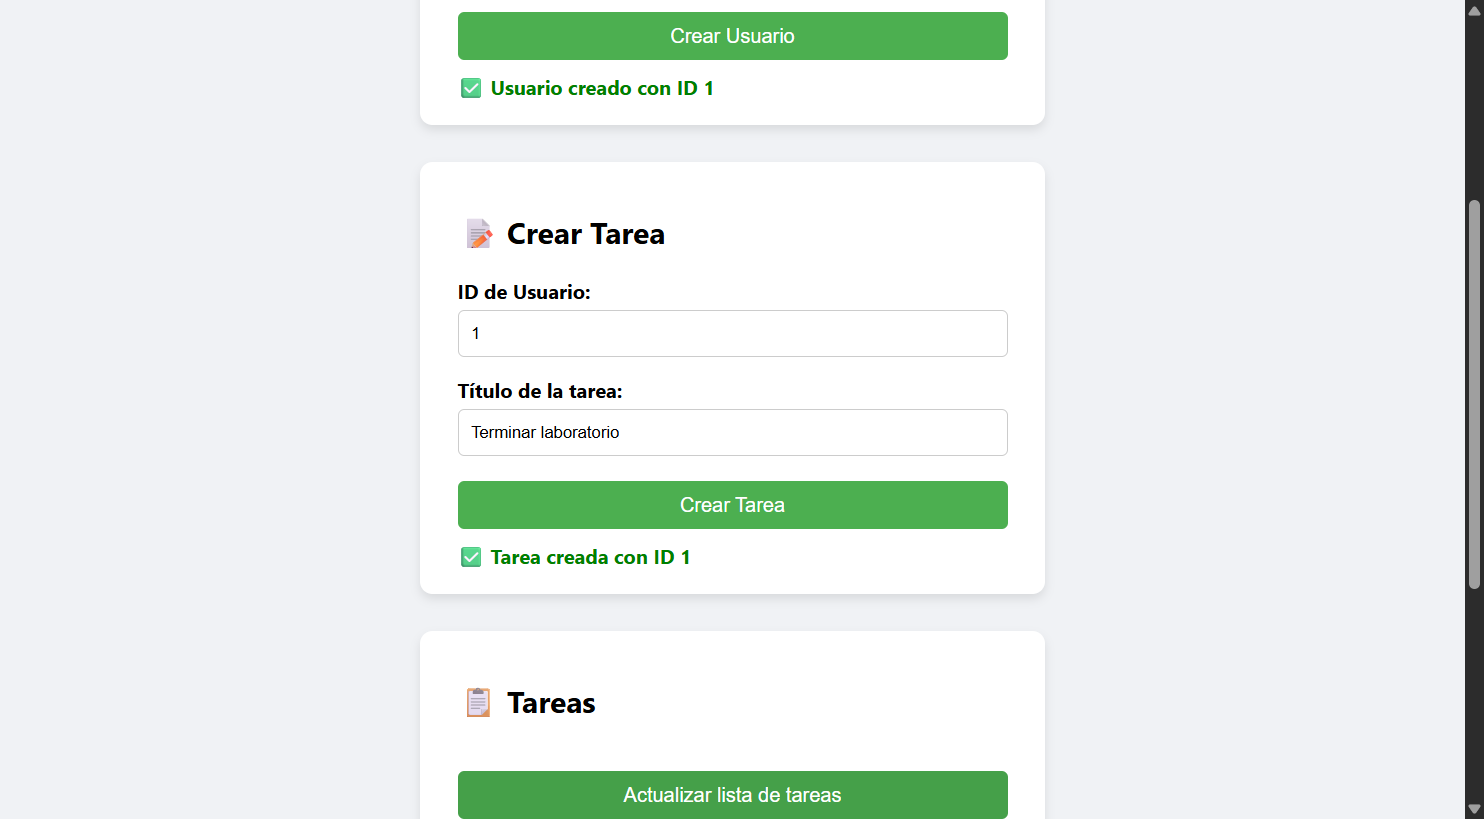 Crear Usuario
✅ Usuario creado con ID 1
📝 Crear Tarea
ID de Usuario:
1
Título de la tarea:
Terminar laboratorio
Crear Tarea
✅ Tarea creada con ID 1
📋 Tareas
Actualizar lista de tareas